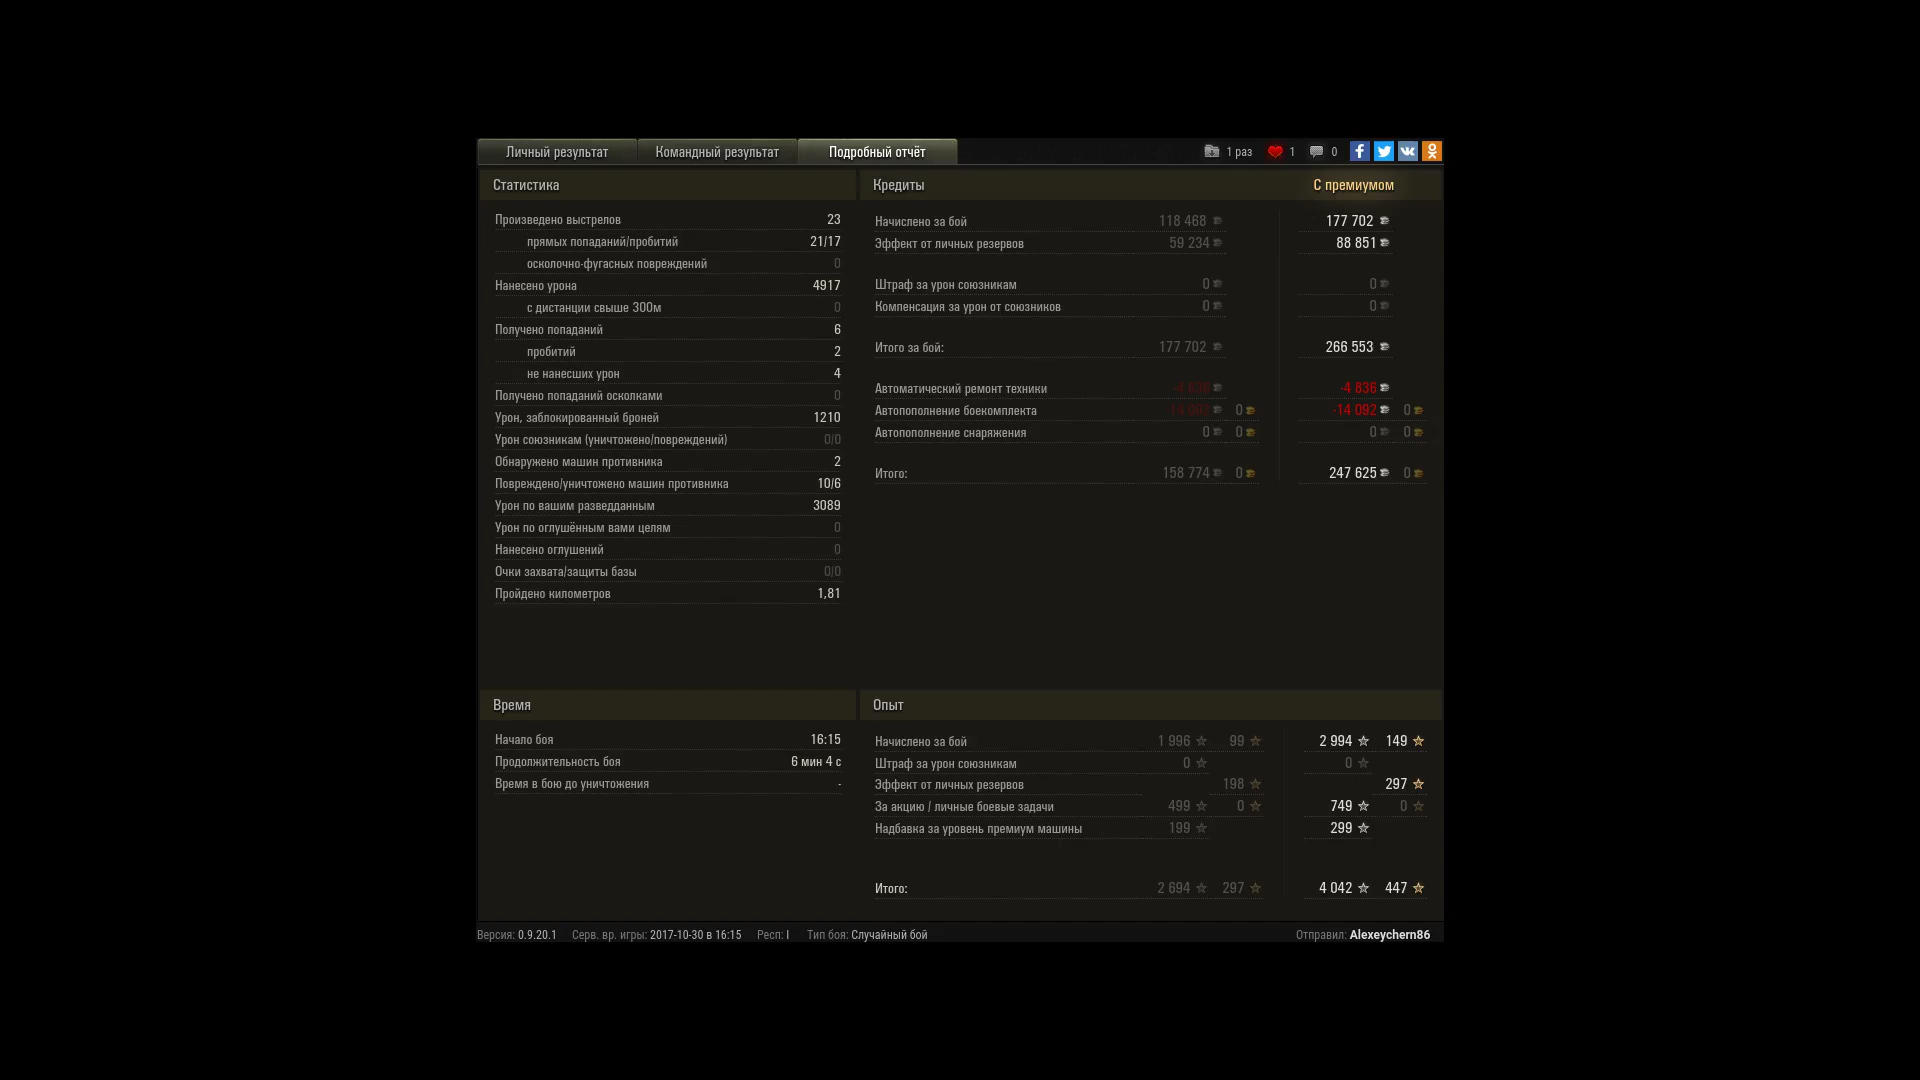 Личный результат Командный результат Подробный отчёт 1 раз 1 0
Статистика
Произведено выстрелов 23
прямых попаданий/пробитий 21/17
осколочно-фугасных повреждений 0
Нанесено урона 4917
с дистанции свыше 300м 0
Получено попаданий 6
пробитий 2
не нанесших урон 4
Получено попаданий осколками 0
Урон, заблокированный броней 1210
Урон союзникам (уничтожено/повреждений) 0/0
Обнаружено машин противника 2
Повреждено/уничтожено машин противника 10/6
Урон по вашим разведданным 3089
Урон по оглушённым вами целям 0
Нанесено оглушений 0
Очки захвата/защиты базы 0/0
Пройдено километров 1,81
Кредиты С премиумом
Начислено за бой 118 468 177 702
Эффект от личных резервов 59 234 88 851
Штраф за урон союзникам 0 0
Компенсация за урон от союзников 0 0
Итого за бой: 177 702 266 553
Автоматический ремонт техники -4 836 -4 836
Автопополнение боекомплекта -14 092 0 -14 092 0
Автопополнение снаряжения 0 0 0 0
Итого: 158 774 0 247 625 0
Время
Начало боя 16:15
Продолжительность боя 6 мин 4 с
Время в бою до уничтожения -
Опыт
Начислено за бой 1 996 99 2 994 149
Штраф за урон союзникам 0 0
Эффект от личных резервов 198 297
За акцию / личные боевые задачи 499 0 749 0
Надбавка за уровень премиум машины 199 299
Итого: 2 694 297 4 042 447
Версия: 0.9.20.1 Серв. вр. игры: 2017-10-30 в 16:15 Респ: I Тип боя: Случайный бой Отправил: Alexeychern86